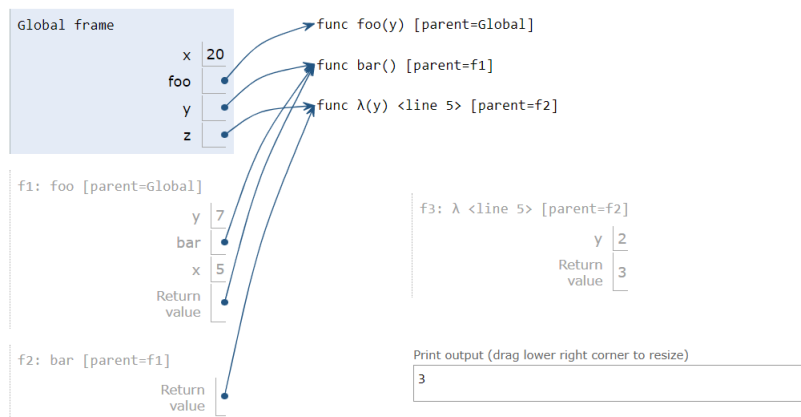 Global frame
x 20
foo
y
z
func foo(y) [parent=Global]
func bar() [parent=f1]
func λ(y) <line 5> [parent=f2]
f1: foo [parent=Global]
y 7
bar
x 5
Return
value
f2: bar [parent=f1]
Return
value
f3: λ <line 5> [parent=f2]
y 2
Return
value 3
Print output (drag lower right corner to resize)
3